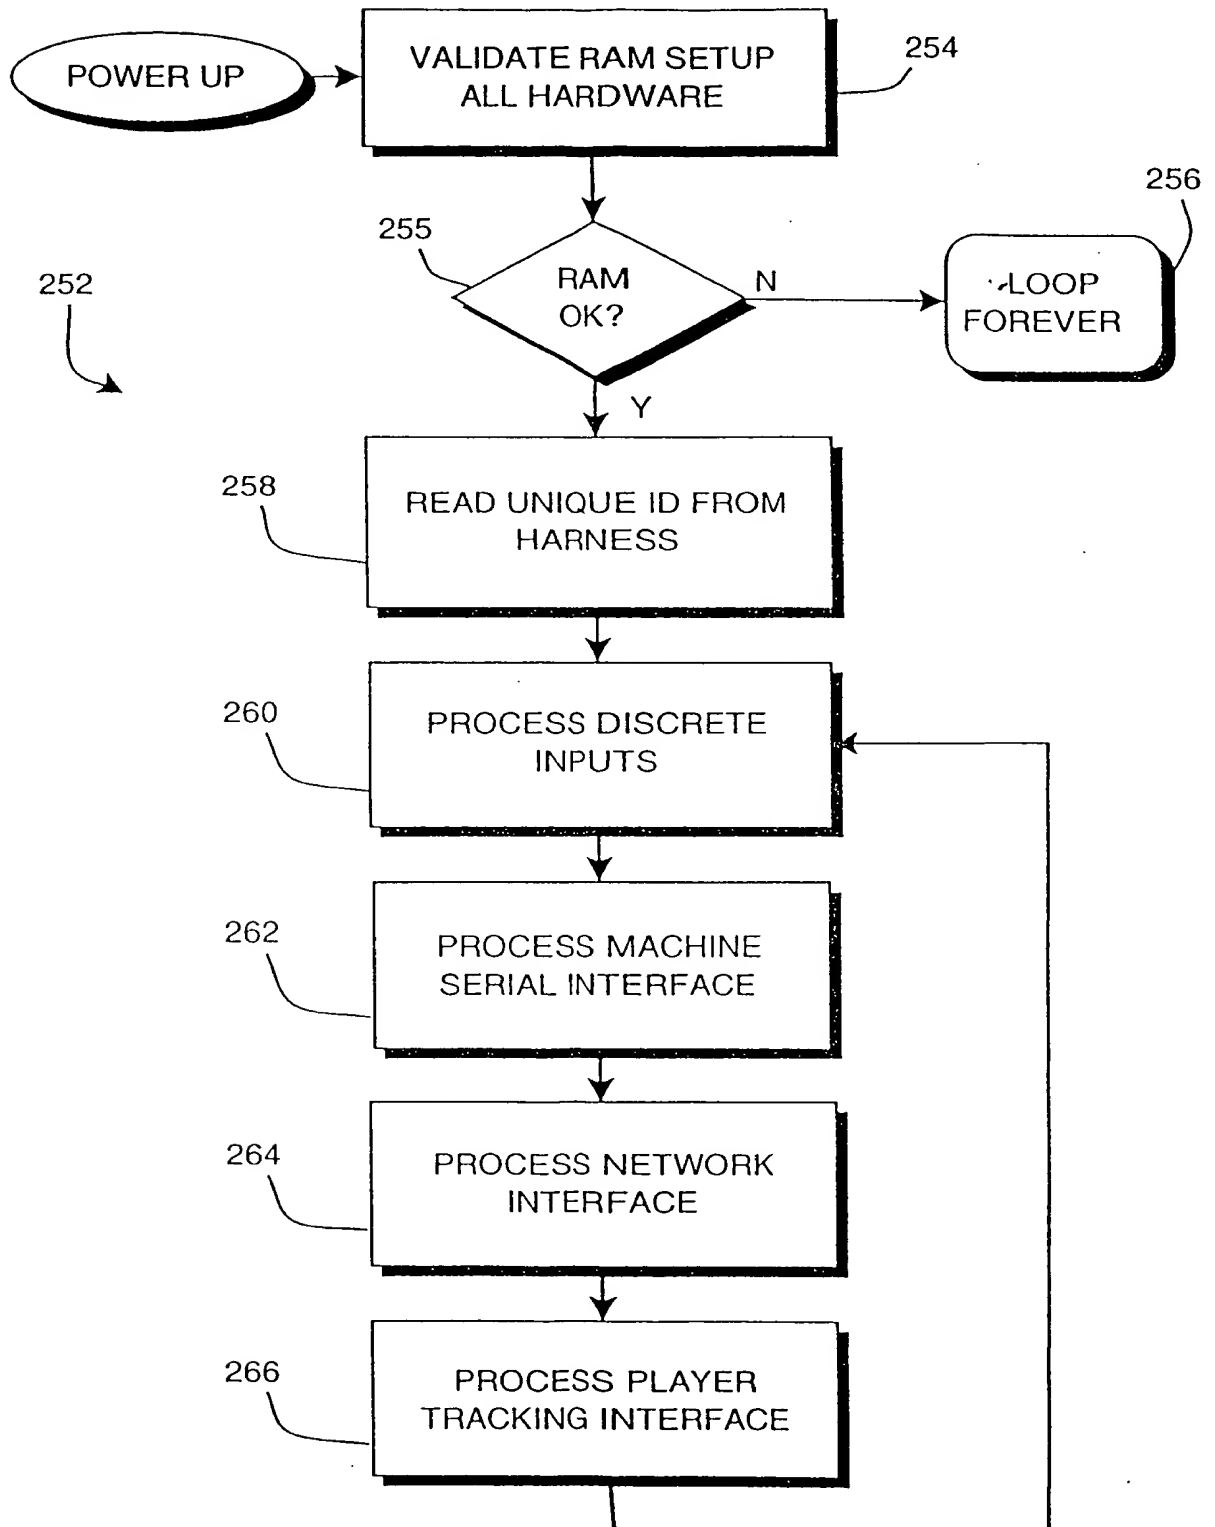 POWER UP
VALIDATE RAM SETUP
ALL HARDWARE
254
256
255
252
RAM
OK?
N
LOOP
FOREVER
Y
258
READ UNIQUE ID FROM
HARNESS
260
PROCESS DISCRETE
INPUTS
262
PROCESS MACHINE
SERIAL INTERFACE
264
PROCESS NETWORK
INTERFACE
266
PROCESS PLAYER
TRACKING INTERFACE